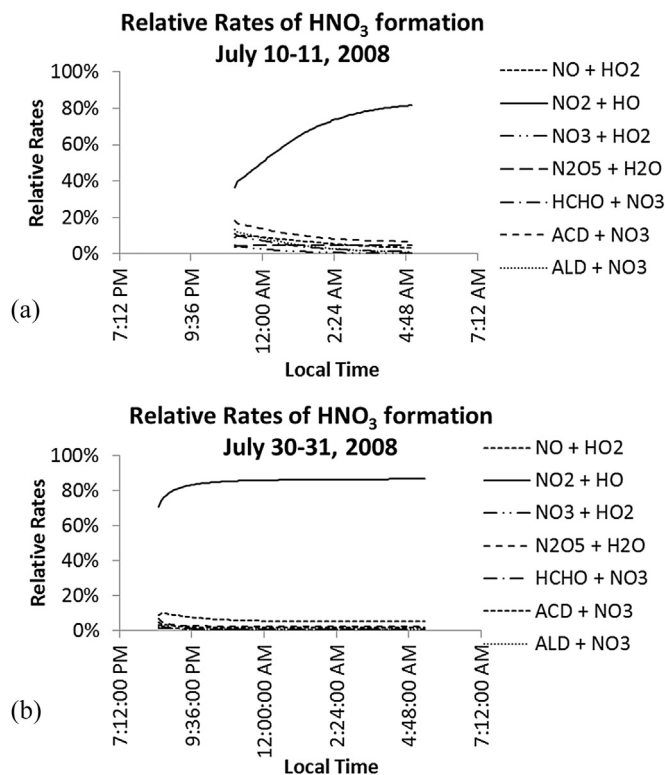 Relative Rates of HNO₃ formation
July 10-11, 2008
Relative Rates
100%
80%
60%
40%
20%
0%
7:12 PM
9:36 PM
12:00 AM
2:24 AM
4:48 AM
7:12 AM
Local Time
NO + HO2
NO2 + HO
NO3 + HO2
N2O5 + H2O
HCHO + NO3
ACD + NO3
ALD + NO3
(a)
Relative Rates of HNO₃ formation
July 30-31, 2008
Relative Rates
100%
80%
60%
40%
20%
0%
7:12:00 PM
9:36:00 PM
12:00:00 AM
2:24:00 AM
4:48:00 AM
7:12:00 AM
Local Time
NO + HO2
NO2 + HO
NO3 + HO2
N2O5 + H2O
HCHO + NO3
ACD + NO3
ALD + NO3
(b)